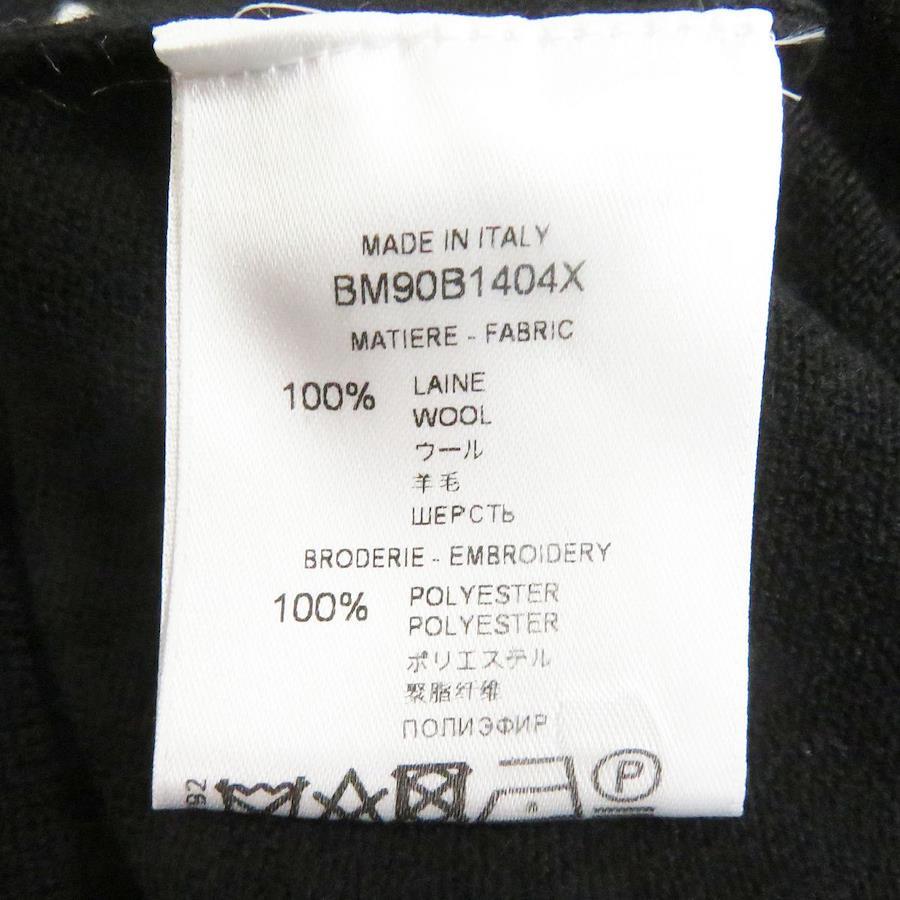 MADE IN ITALY
BM90B1404X
MATIERE - FABRIC
100% LAINE
WOOL
ウール
羊毛
ШЕРСТЬ
BRODERIE - EMBROIDERY
100% POLYESTER
POLYESTER
ポリエステル
聚脂纤维
ПОЛИЭФИР
92
P